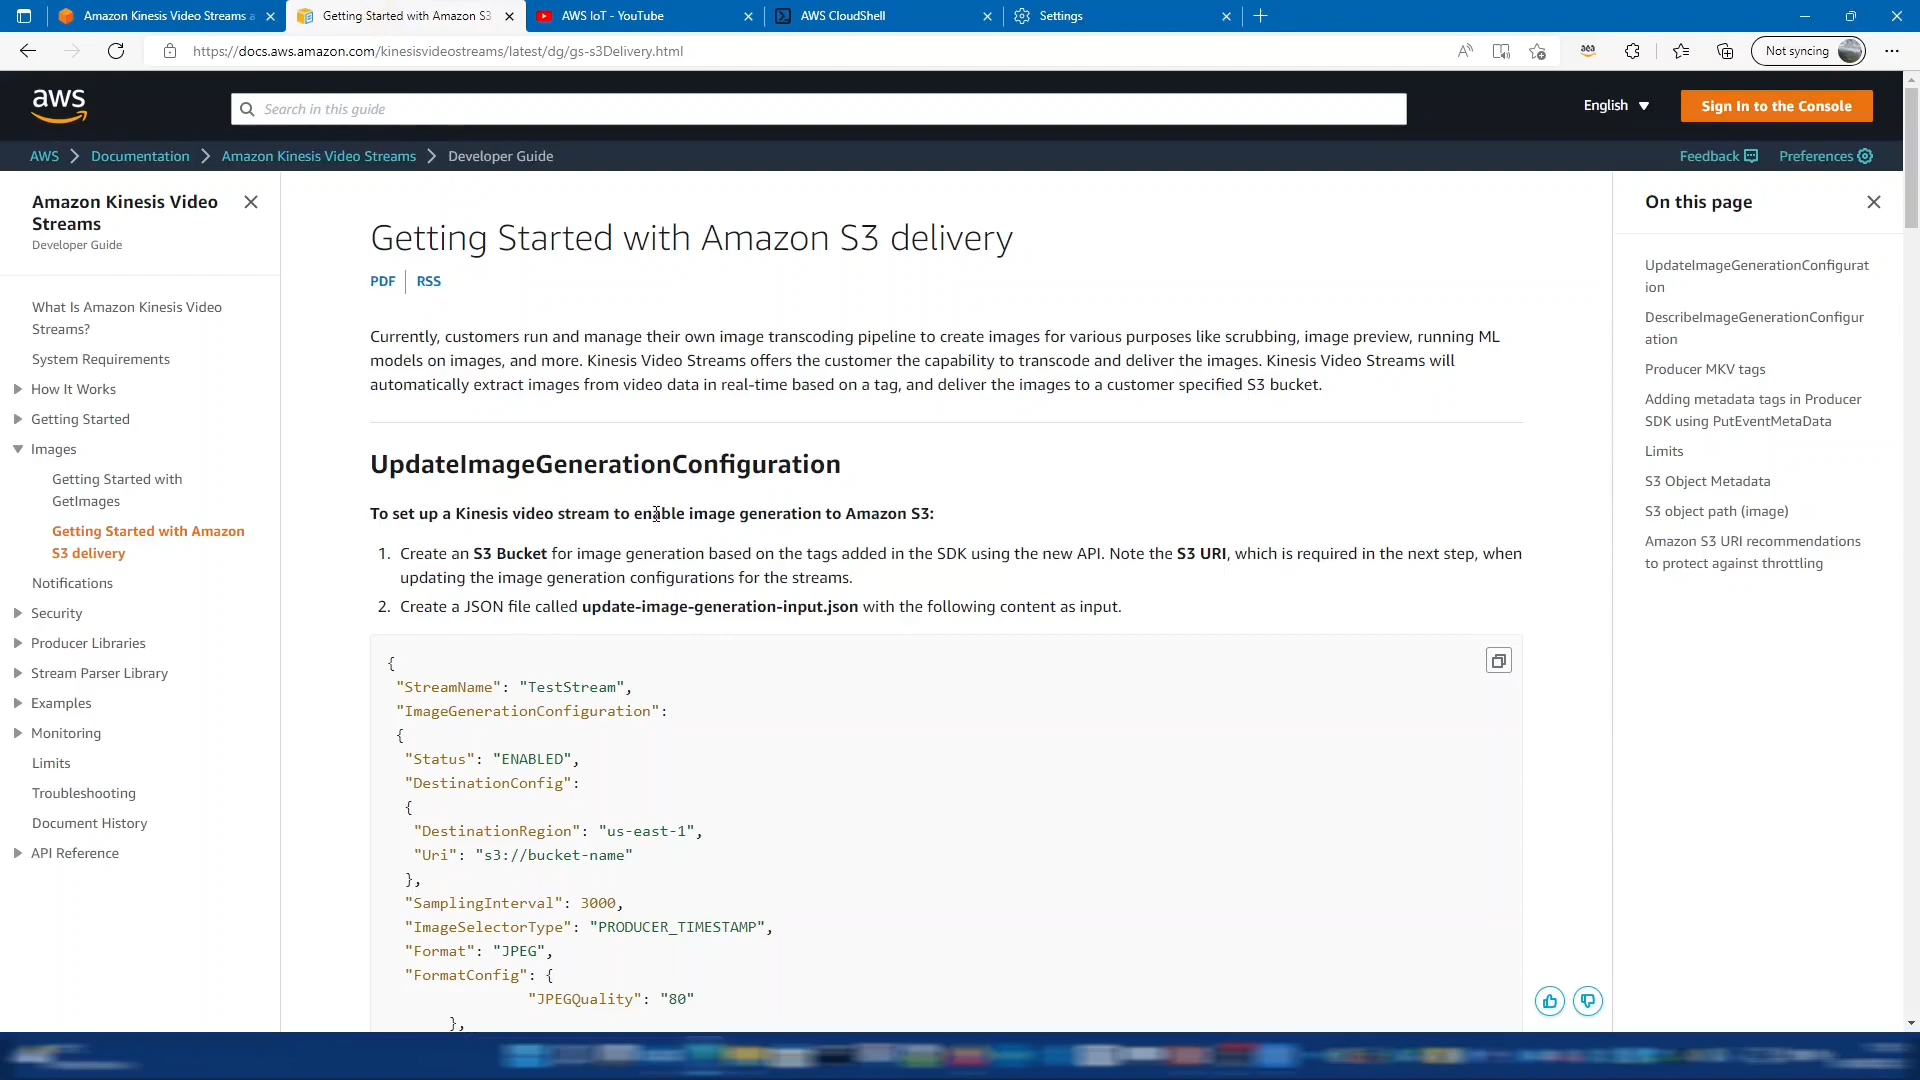 Amazon Kinesis Video Streams a
Getting Started with Amazon S3
AWS IoT - YouTube
AWS CloudShell
Settings
https://docs.aws.amazon.com/kinesisvideostreams/latest/dg/gs-s3Delivery.html
Not syncing
aws
Search in this guide
English
Sign In to the Console
AWS > Documentation > Amazon Kinesis Video Streams > Developer Guide
Feedback
Preferences
Amazon Kinesis Video
Streams
Developer Guide
What Is Amazon Kinesis Video
Streams?
System Requirements
How It Works
Getting Started
Images
Getting Started with
GetImages
Getting Started with Amazon
S3 delivery
Notifications
Security
Producer Libraries
Stream Parser Library
Examples
Monitoring
Limits
Troubleshooting
Document History
API Reference
Getting Started with Amazon S3 delivery
PDF | RSS
Currently, customers run and manage their own image transcoding pipeline to create images for various purposes like scrubbing, image preview, running ML
models on images, and more. Kinesis Video Streams offers the customer the capability to transcode and deliver the images. Kinesis Video Streams will
automatically extract images from video data in real-time based on a tag, and deliver the images to a customer specified S3 bucket.
UpdateImageGenerationConfiguration
To set up a Kinesis video stream to enable image generation to Amazon S3:
1. Create an S3 Bucket for image generation based on the tags added in the SDK using the new API. Note the S3 URI, which is required in the next step, when
updating the image generation configurations for the streams.
2. Create a JSON file called update-image-generation-input.json with the following content as input.
{
"StreamName": "TestStream",
"ImageGenerationConfiguration":
{
"Status": "ENABLED",
"DestinationConfig":
{
"DestinationRegion": "us-east-1",
"Uri": "s3://bucket-name"
},
"SamplingInterval": 3000,
"ImageSelectorType": "PRODUCER_TIMESTAMP",
"Format": "JPEG",
"FormatConfig": {
"JPEGQuality": "80"
},
On this page
UpdateImageGenerationConfigurat
ion
DescribeImageGenerationConfigur
ation
Producer MKV tags
Adding metadata tags in Producer
SDK using PutEventMetaData
Limits
S3 Object Metadata
S3 object path (image)
Amazon S3 URI recommendations
to protect against throttling